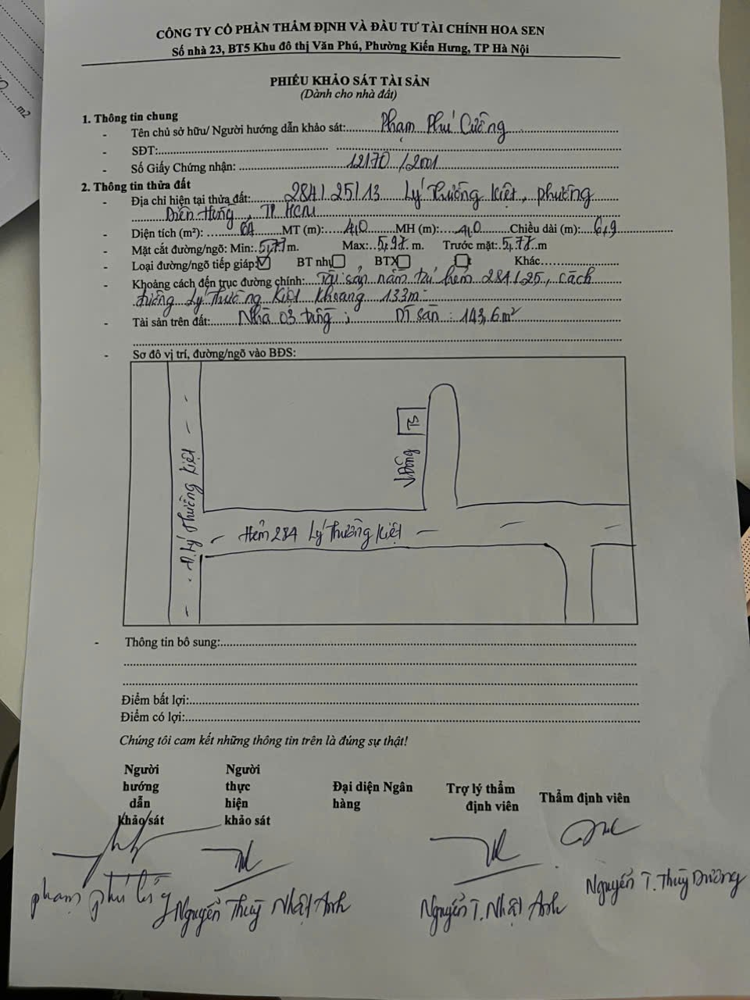 CÔNG TY CỔ PHẦN THẨM ĐỊNH VÀ ĐẦU TƯ TÀI CHÍNH HOA SEN
Số nhà 23, BT5 Khu đô thị Văn Phú, Phường Kiến Hưng, TP Hà Nội
PHIẾU KHẢO SÁT TÀI SẢN
(Dành cho nhà đất)
1. Thông tin chung
- Tên chủ sở hữu/ Người hướng dẫn khảo sát: Phạm Phú Cường
- SĐT:
- Số Giấy Chứng nhận: 12170 /2001
2. Thông tin thửa đất
- Địa chỉ hiện tại thửa đất: 284/25/13 Lý Thường Kiệt, phường
Diên Hồng, TP HCM
- Diện tích (m²): MT (m): 4,0 MH (m): 4,0 Chiều dài (m):
- Mặt cắt đường/ngõ: Min: 5,77 m. Max: 5,97 m. Trước mặt: 5,77 m
- Loại đường/ngõ tiếp giáp: BT nhựa , BTX Khác
- Khoảng cách đến trục đường chính: Tài sản nằm tại hẻm 284/25, cách
đường Lý Thường Kiệt khoảng 133m
- Tài sản trên đất: Nhà 03 tầng ; DT sàn : 143,6 m²
- Sơ đồ vị trí, đường/ngõ vào BĐS:
TS
Đ. Lý Thường Kiệt
Hẻm 284 Lý Thường Kiệt
- Thông tin bổ sung:
Điểm bất lợi:
Điểm có lợi:
Chúng tôi cam kết những thông tin trên là đúng sự thật!
Người hướng dẫn khảo sát
Người thực hiện khảo sát
Đại diện Ngân hàng
Trợ lý thẩm định viên
Thẩm định viên
Phạm Phú Nguyễn Thuỳ Nhật Anh Nguyễn T. Nhật Anh Nguyễn T. Thùy Dương